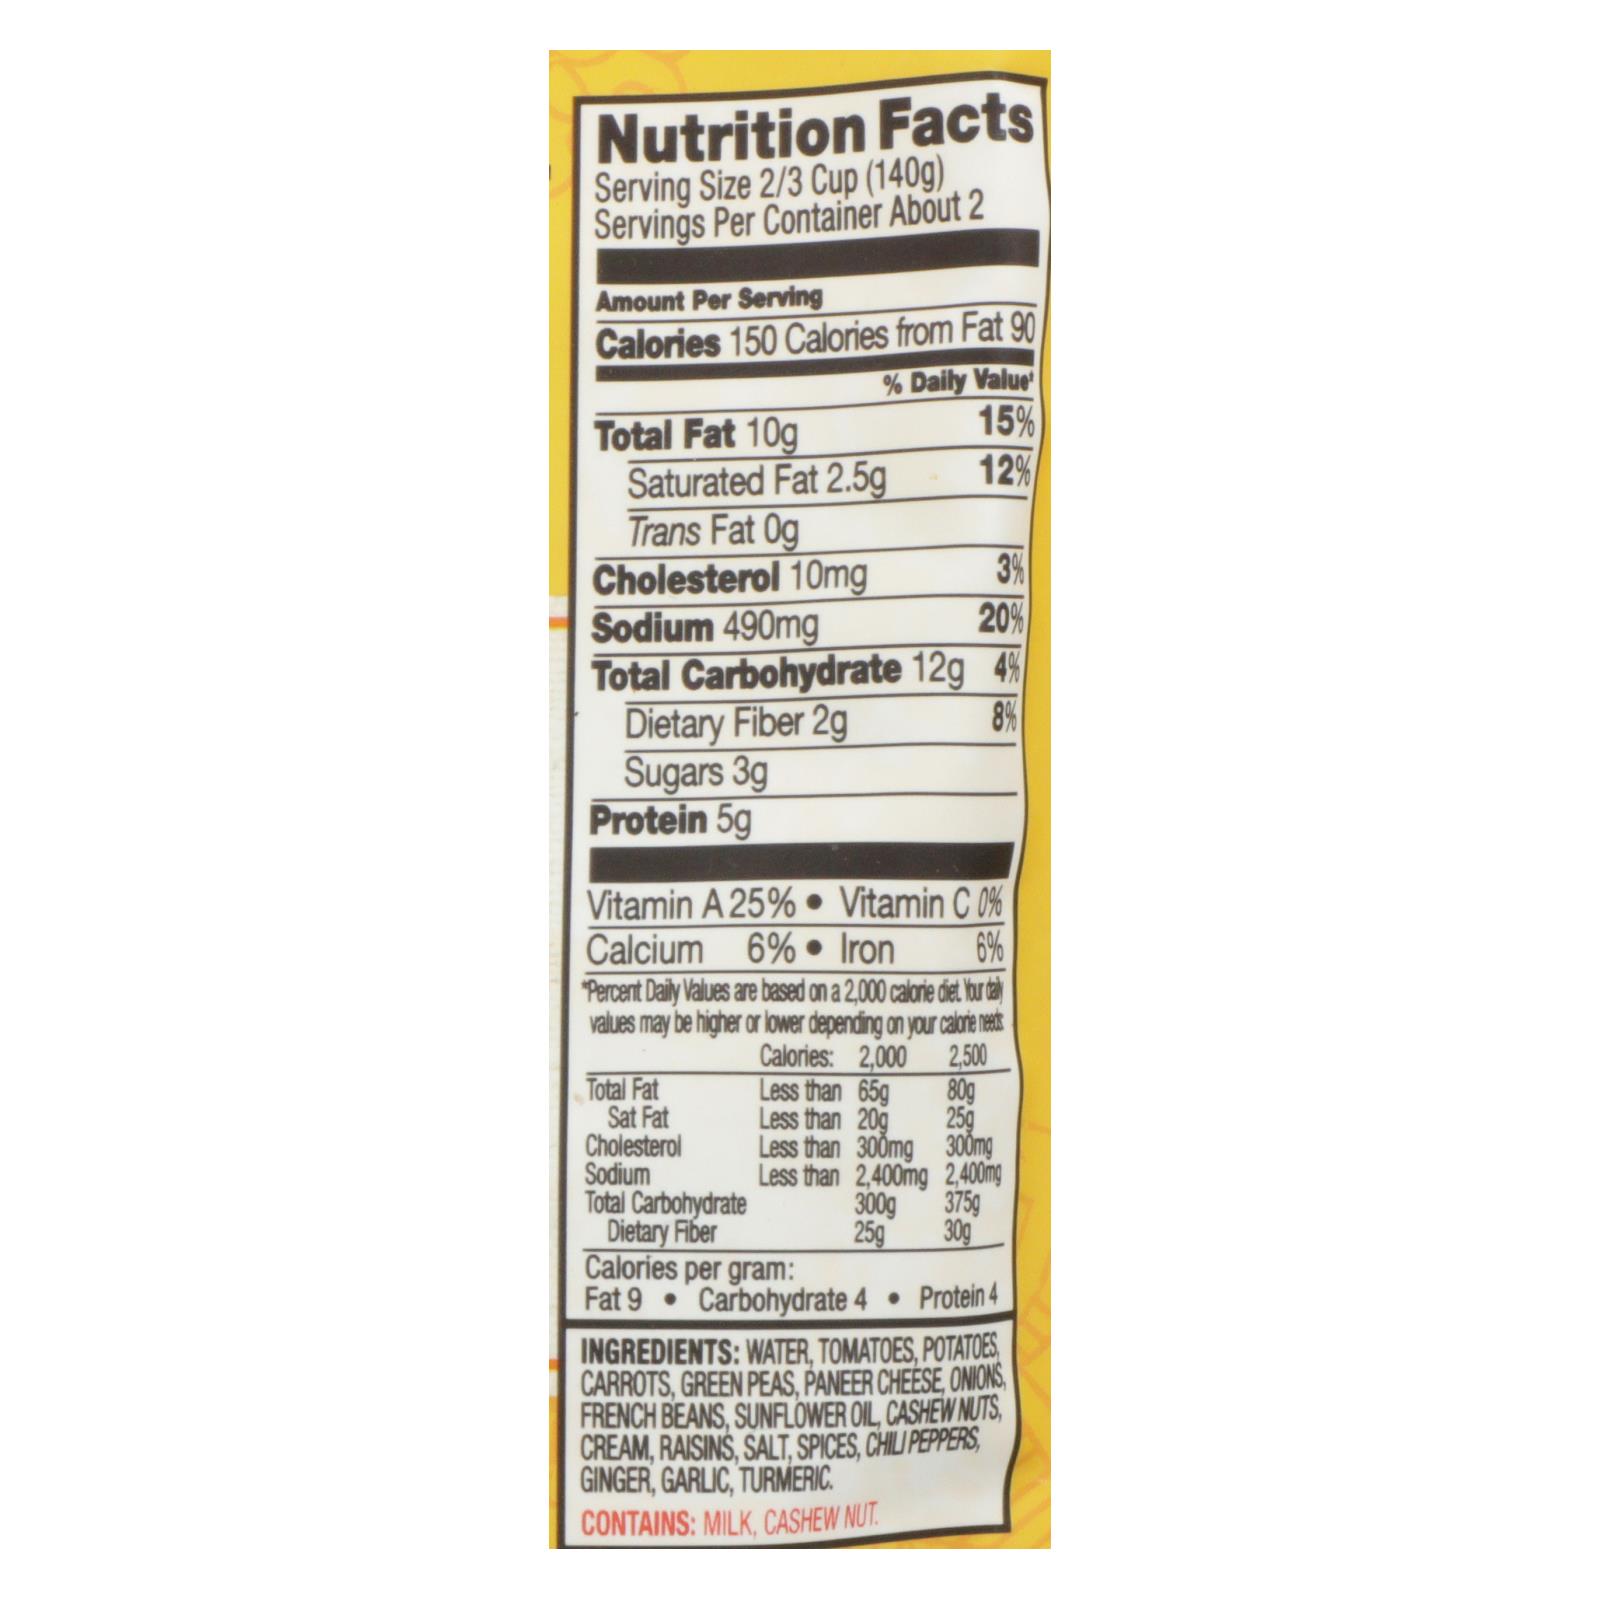 Nutrition Facts
Serving Size 2/3 Cup (140g)
Servings Per Container About 2
Amount Per Serving
Calories 150 Calories from Fat 90
% Daily Value*
Total Fat 10g 15%
Saturated Fat 2.5g 12%
Trans Fat 0g
Cholesterol 10mg 3%
Sodium 490mg 20%
Total Carbohydrate 12g 4%
Dietary Fiber 2g 8%
Sugars 3g
Protein 5g
Vitamin A 25% • Vitamin C 0%
Calcium 6% • Iron 6%
*Percent Daily Values are based on a 2,000 calorie diet. Your daily
values may be higher or lower depending on your calorie needs.
Calories: 2,000 2,500
Total Fat Less than 65g 80g
Sat Fat Less than 20g 25g
Cholesterol Less than 300mg 300mg
Sodium Less than 2,400mg 2,400mg
Total Carbohydrate 300g 375g
Dietary Fiber 25g 30g
Calories per gram:
Fat 9 • Carbohydrate 4 • Protein 4
INGREDIENTS: WATER, TOMATOES, POTATOES,
CARROTS, GREEN PEAS, PANEER CHEESE, ONIONS,
FRENCH BEANS, SUNFLOWER OIL, CASHEW NUTS,
CREAM, RAISINS, SALT, SPICES, CHILI PEPPERS,
GINGER, GARLIC, TURMERIC.
CONTAINS: MILK, CASHEW NUT.